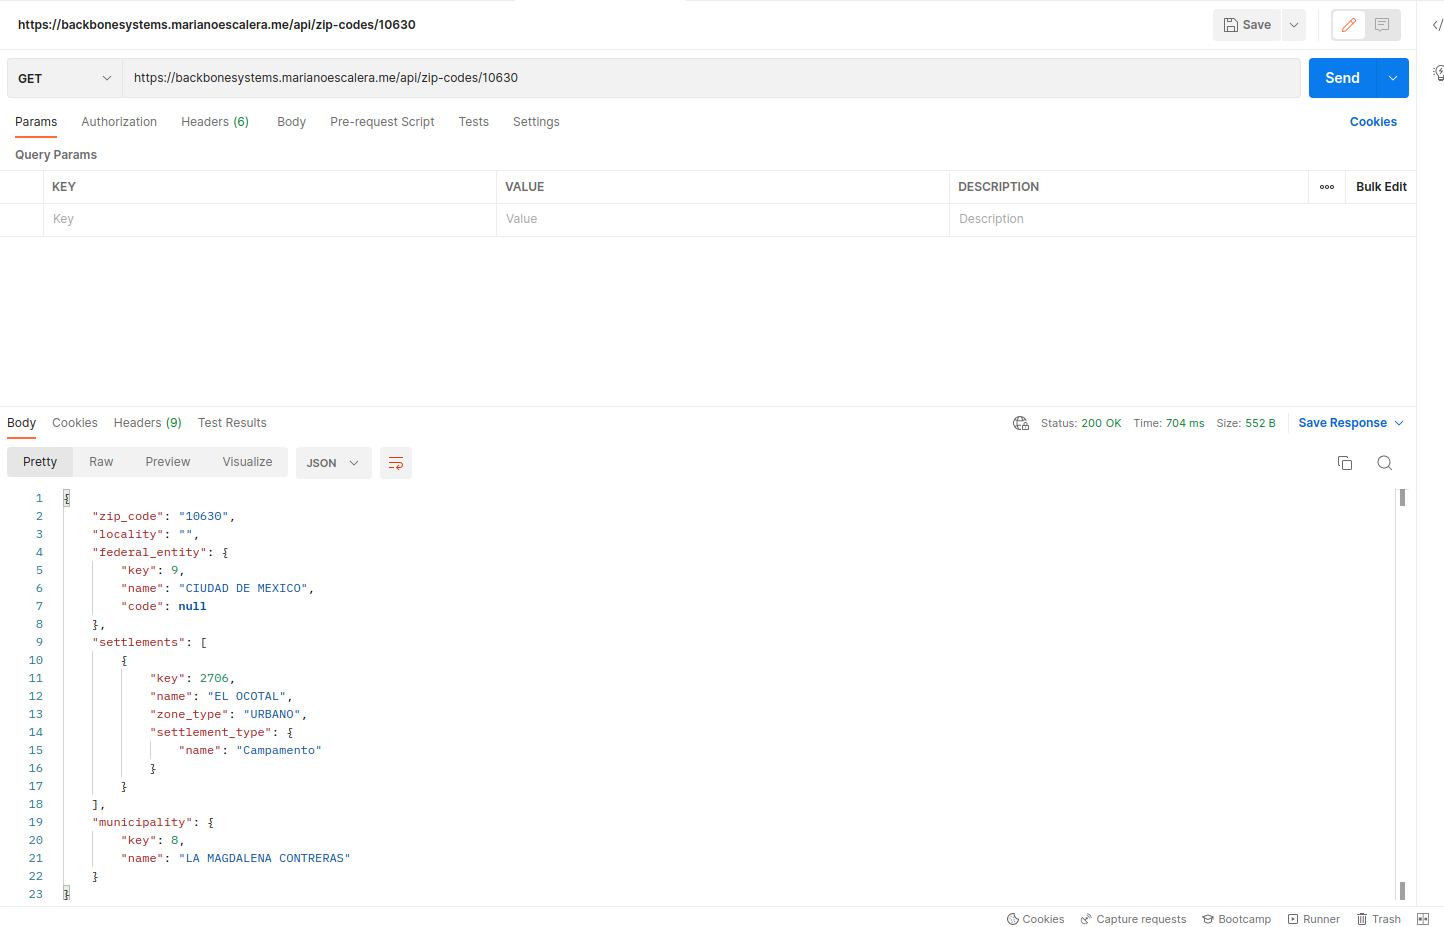 https://backbonesystems.marianoescalera.me/api/zip-codes/10630 Save
GET https://backbonesystems.marianoescalera.me/api/zip-codes/10630 Send
Params Authorization Headers (6) Body Pre-request Script Tests Settings Cookies
Query Params
KEY VALUE DESCRIPTION Bulk Edit
Key Value Description
Body Cookies Headers (9) Test Results Status: 200 OK Time: 704 ms Size: 552 B Save Response
Pretty Raw Preview Visualize JSON
1 {
2 "zip_code": "10630",
3 "locality": "",
4 "federal_entity": {
5 "key": 9,
6 "name": "CIUDAD DE MEXICO",
7 "code": null
8 },
9 "settlements": [
10 {
11 "key": 2706,
12 "name": "EL OCOTAL",
13 "zone_type": "URBANO",
14 "settlement_type": {
15 "name": "Campamento"
16 }
17 }
18 ],
19 "municipality": {
20 "key": 8,
21 "name": "LA MAGDALENA CONTRERAS"
22 }
23 }
Cookies Capture requests Bootcamp Runner Trash